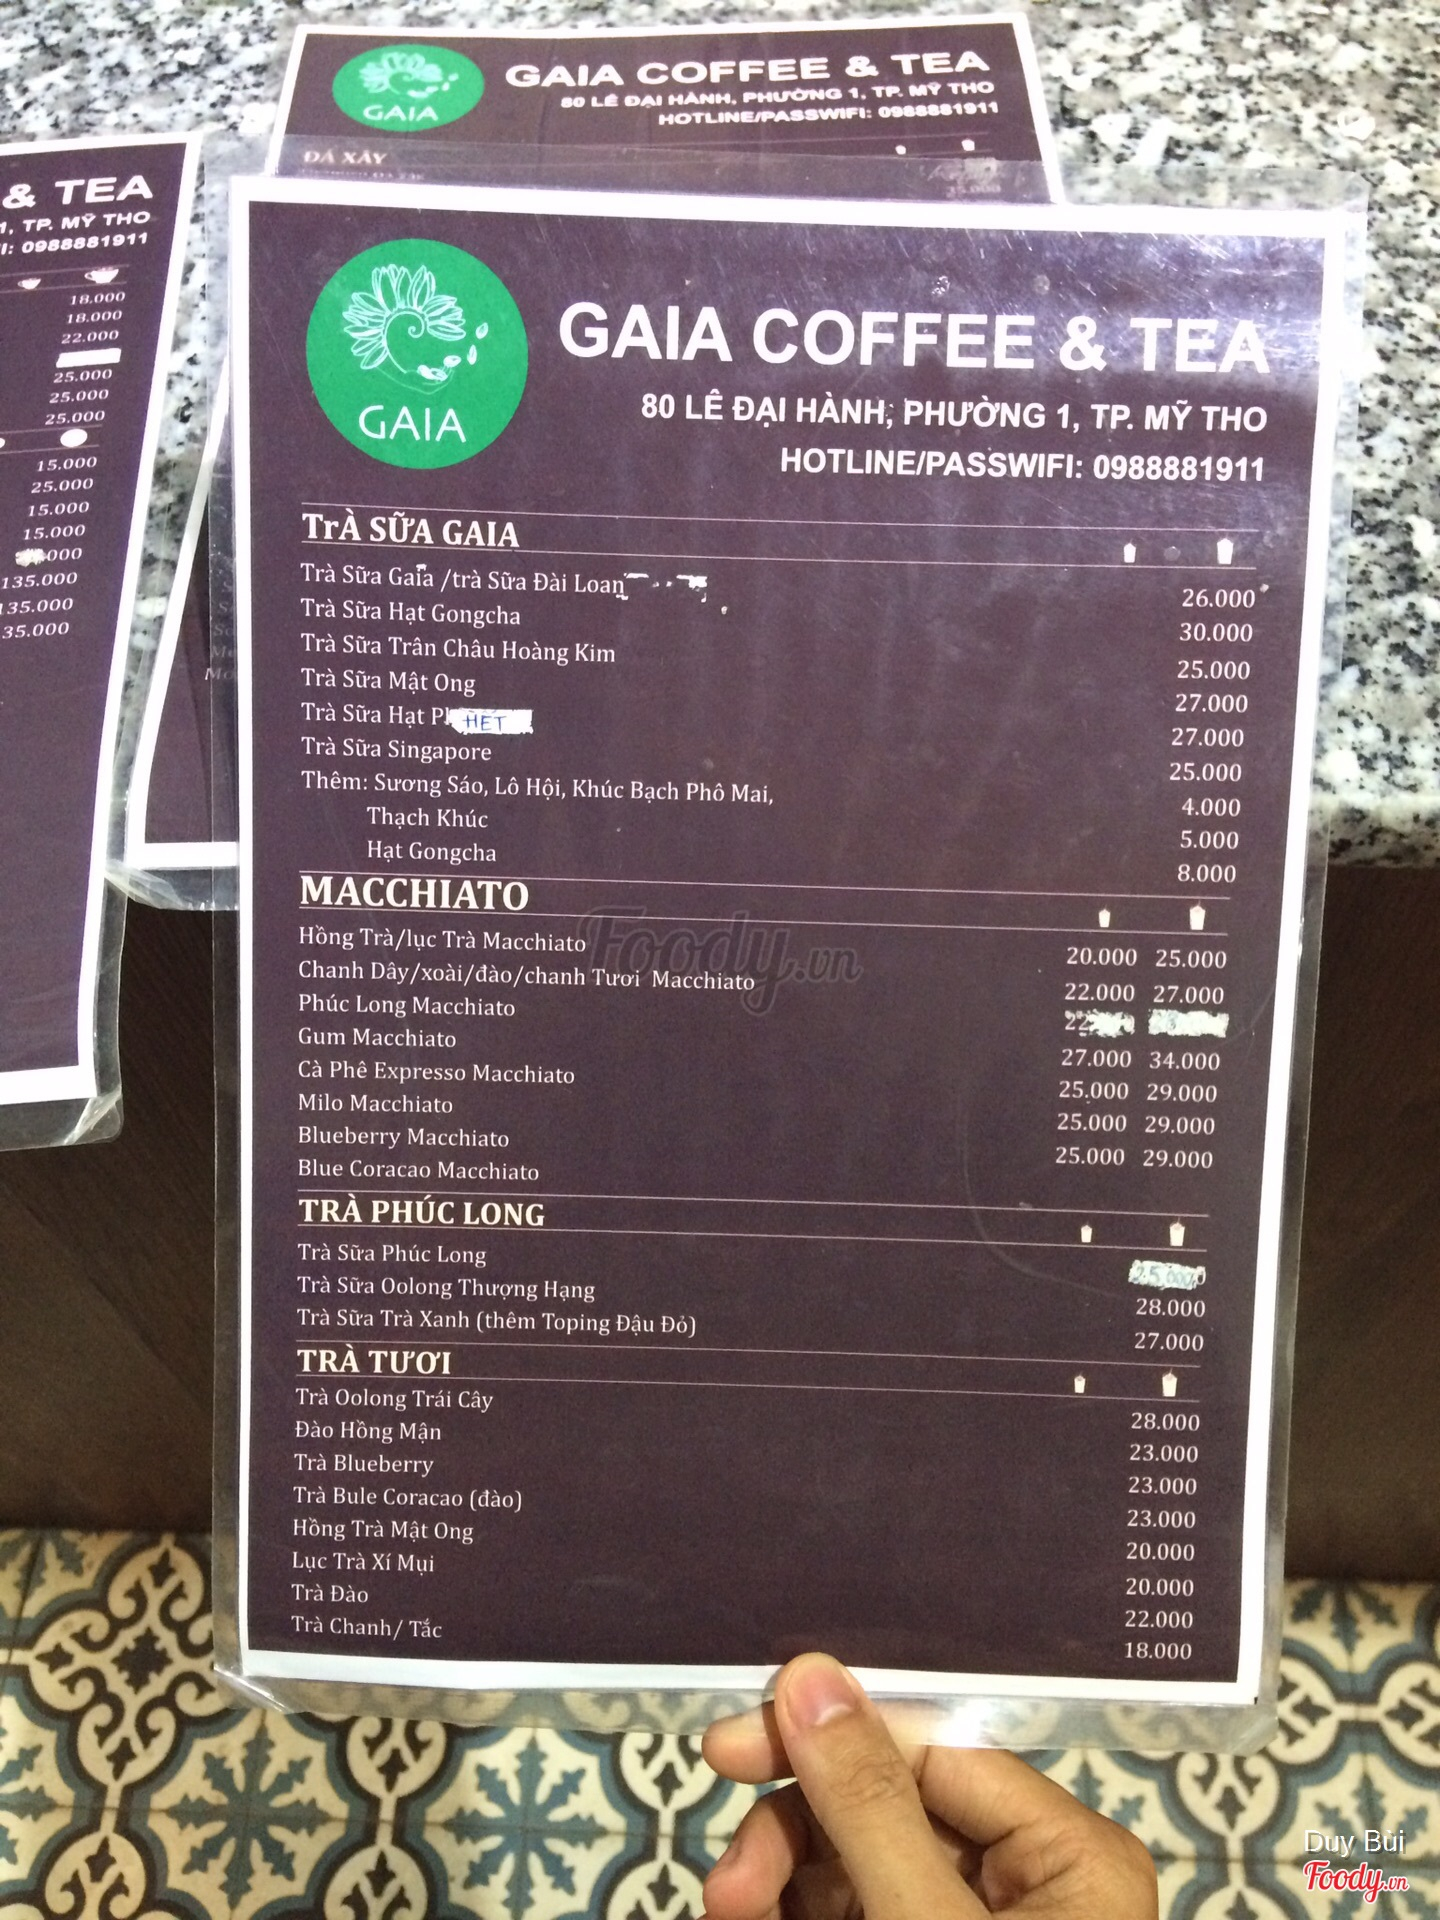 GAIA
GAIA COFFEE & TEA
80 LÊ ĐẠI HÀNH, PHƯỜNG 1, TP. MỸ THO
HOTLINE/PASSWIFI: 0988881911
ĐÁ XÂY
35.000
& TEA
1, TP. MỸ THO
I: 0988881911
18.000
18.000
22.000
25.000
25.000
25.000
15.000
25.000
15.000
15.000
000
135.000
135.000
35.000
GAIA
GAIA COFFEE & TEA
80 LÊ ĐẠI HÀNH, PHƯỜNG 1, TP. MỸ THO
HOTLINE/PASSWIFI: 0988881911
TrÀ SỮA GAIA
Trà Sữa Gaia /trà Sữa Đài Loan 26.000
Trà Sữa Hạt Gongcha 30.000
Trà Sữa Trân Châu Hoàng Kim 25.000
Trà Sữa Mật Ong 27.000
Trà Sữa Hạt HẾT 27.000
Trà Sữa Singapore 25.000
Thêm: Sương Sáo, Lô Hội, Khúc Bạch Phô Mai, 4.000
Thạch Khúc 5.000
Hạt Gongcha 8.000
MACCHIATO
Hồng Trà/lục Trà Macchiato 20.000 25.000
Chanh Dây/xoài/đào/chanh Tươi Macchiato 22.000 27.000
Phúc Long Macchiato
Gum Macchiato 27.000 34.000
Cà Phê Expresso Macchiato 25.000 29.000
Milo Macchiato 25.000 29.000
Blueberry Macchiato 25.000 29.000
Blue Coracao Macchiato
TRÀ PHÚC LONG
Trà Sữa Phúc Long
Trà Sữa Oolong Thượng Hạng 28.000
Trà Sữa Trà Xanh (thêm Toping Đậu Đỏ) 27.000
TRÀ TƯƠI
Trà Oolong Trái Cây 28.000
Đào Hồng Mận 23.000
Trà Blueberry 23.000
Trà Bule Coracao (đào) 23.000
Hồng Trà Mật Ong 20.000
Lục Trà Xí Mụi 20.000
Trà Đào 22.000
Trà Chanh/ Tắc 18.000
Foody.vn
Duy Bùi
Foody.vn